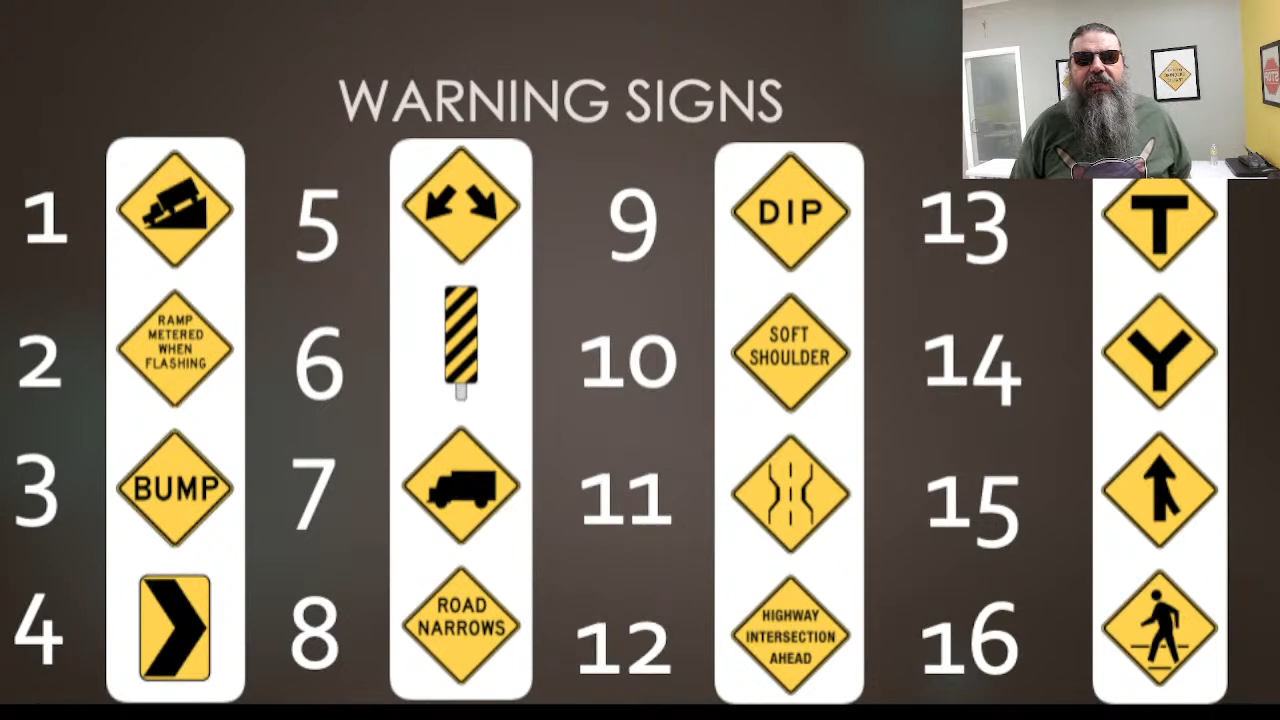 WARNING SIGNS
1
2
RAMP
METERED
WHEN
FLASHING
3
BUMP
4
5
6
7
8
ROAD
NARROWS
9
DIP
10
SOFT
SHOULDER
11
12
HIGHWAY
INTERSECTION
AHEAD
13
14
15
16